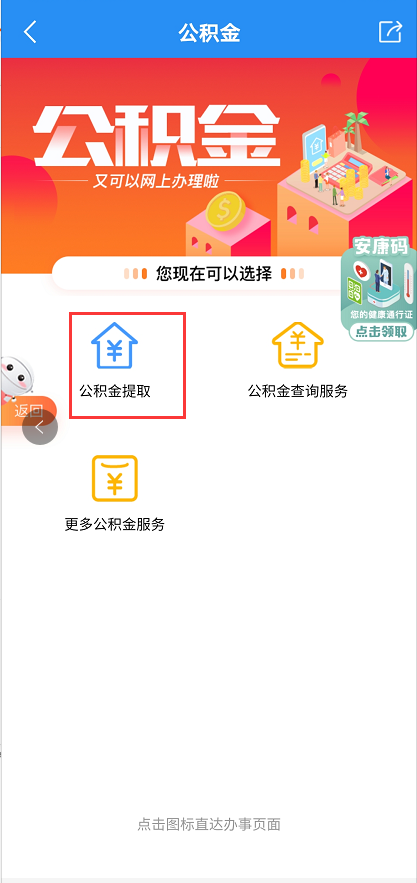 公积金
公积金
又可以网上办理啦
您现在可以选择
安康码
您的健康通行证
点击领取
公积金提取
公积金查询服务
返回
更多公积金服务
点击图标直达办事页面